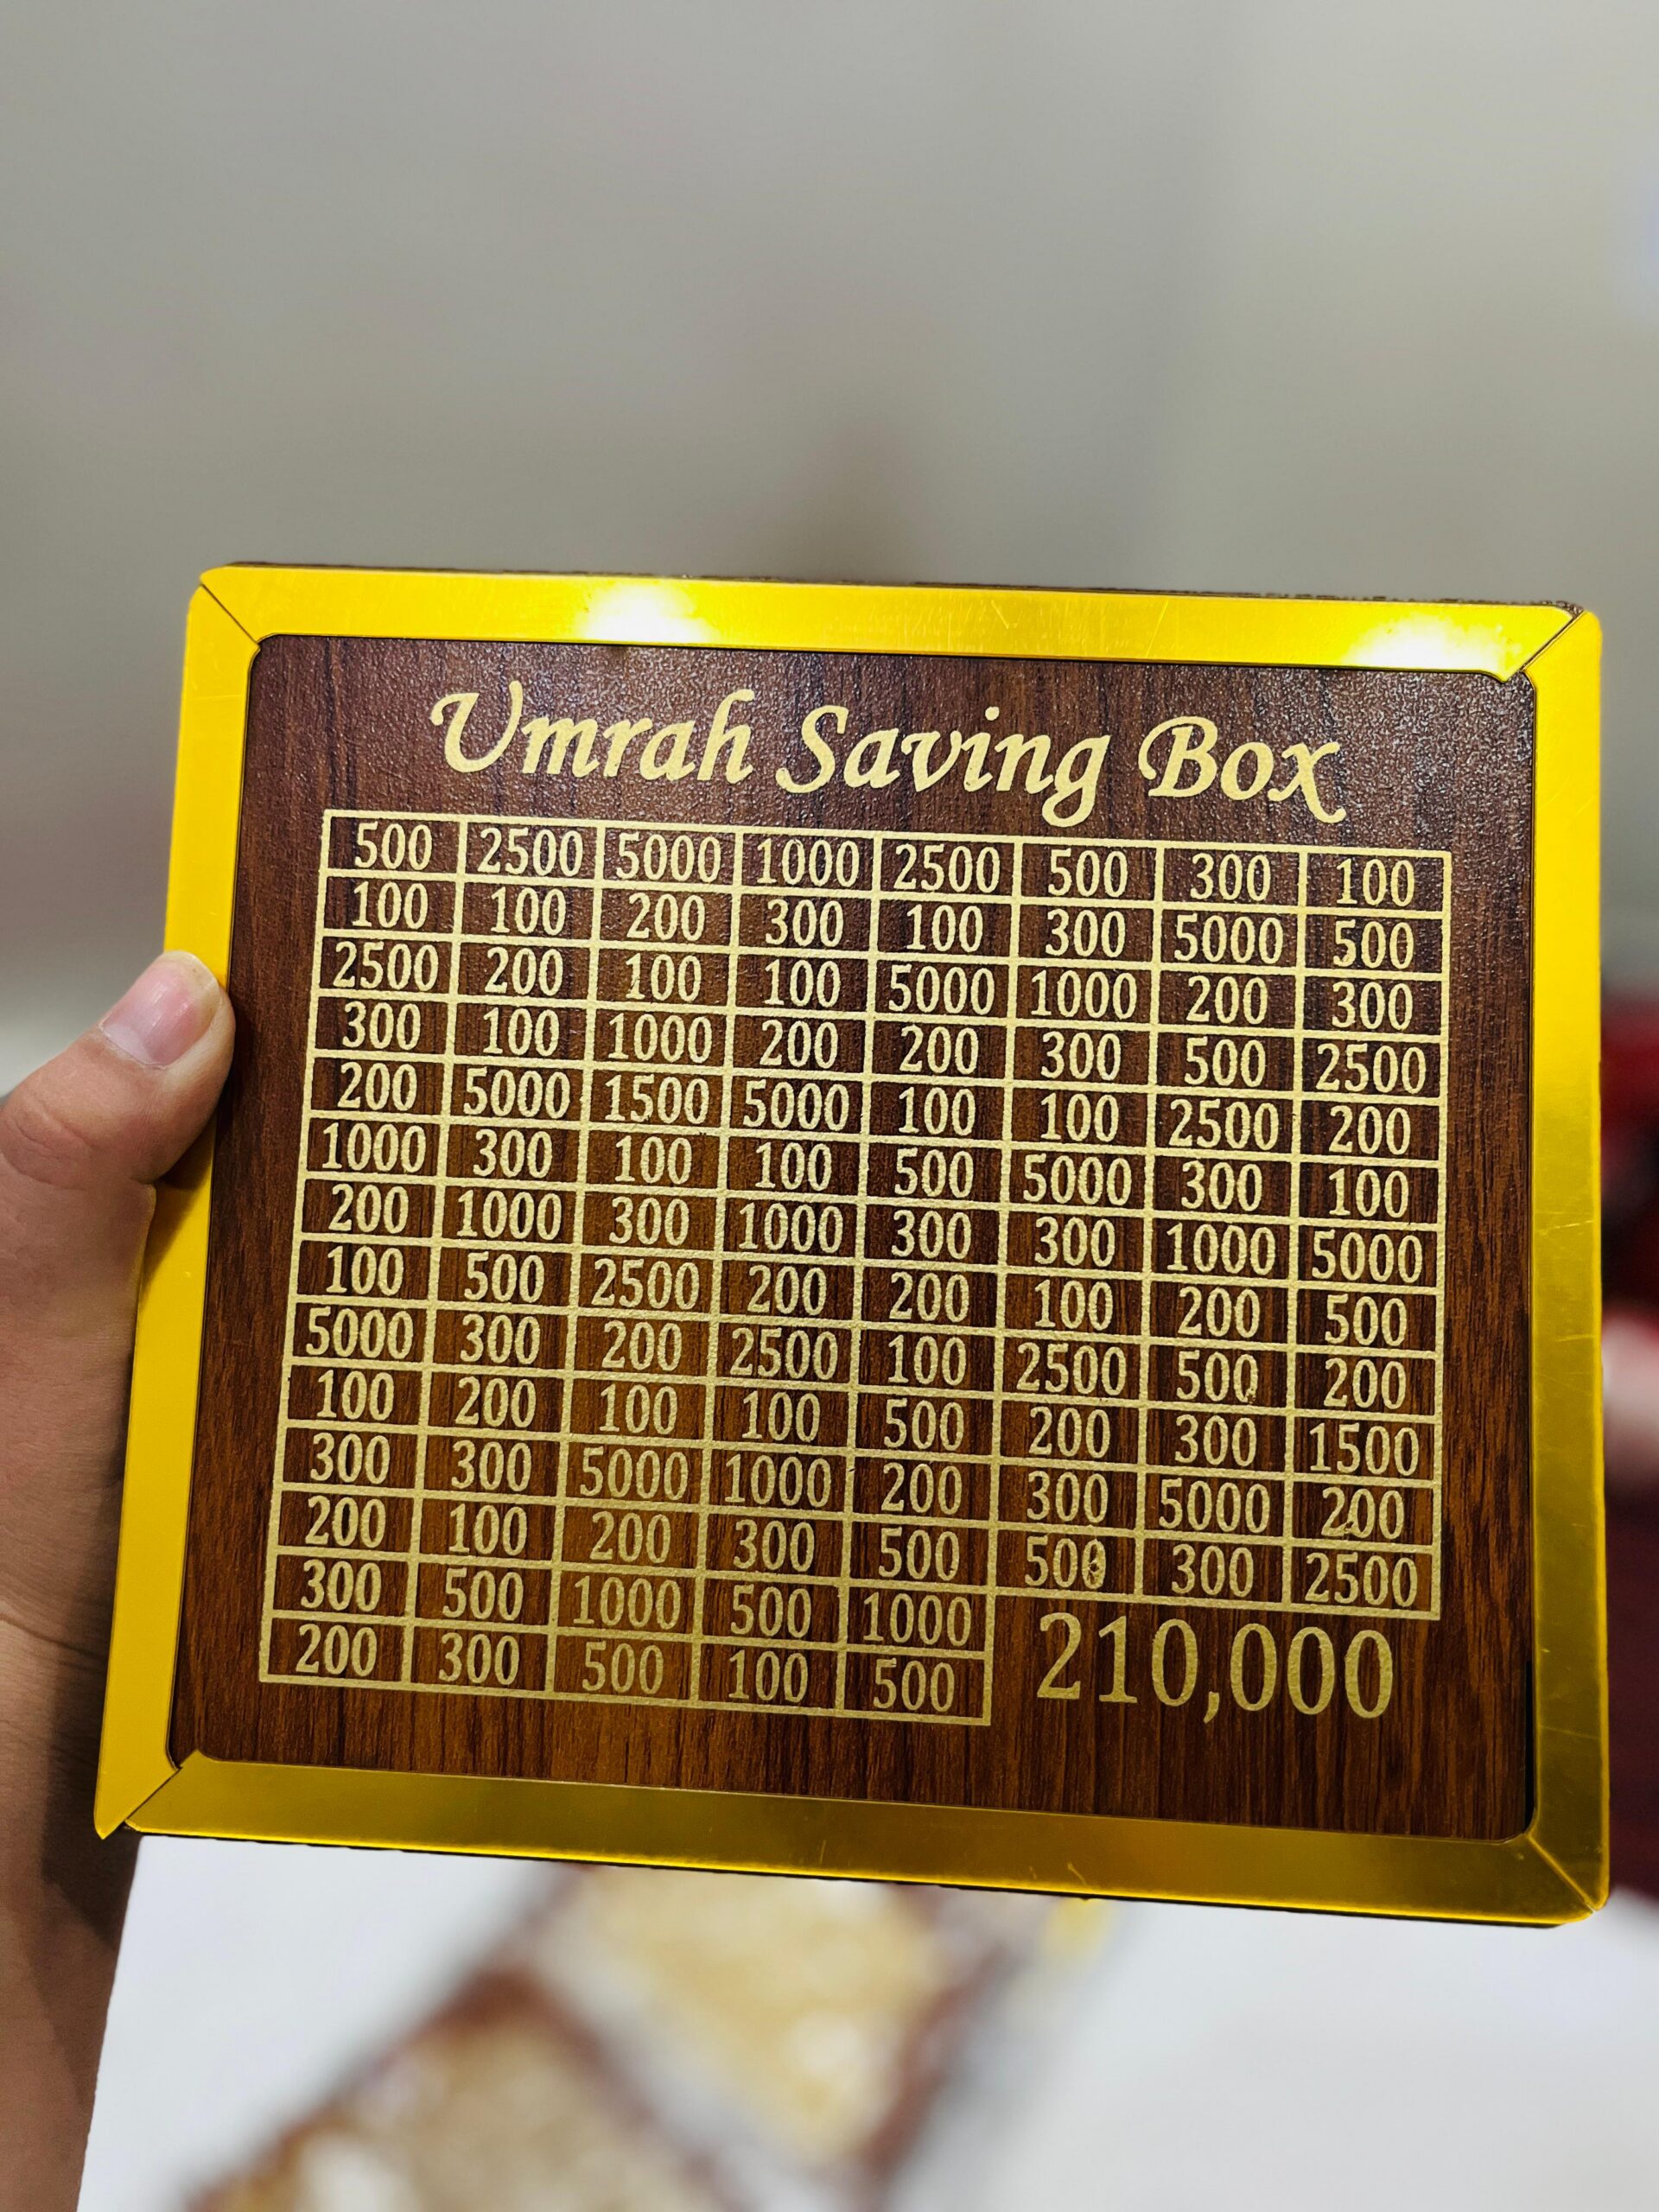 Umrah Saving Box
500 2500 5000 1000 2500 500 300 100
100 100 200 300 100 300 5000 500
2500 200 100 100 5000 1000 200 300
300 100 1000 200 200 300 500 2500
200 5000 1500 5000 100 100 2500 200
1000 300 100 100 500 5000 300 100
200 1000 300 1000 300 300 1000 5000
100 500 2500 200 200 100 200 500
5000 300 200 2500 100 2500 500 200
100 200 100 100 500 200 300 1500
300 300 5000 1000 200 300 5000 200
200 100 200 300 500 500 300 2500
300 500 1000 500 1000
200 300 500 100 500
210,000